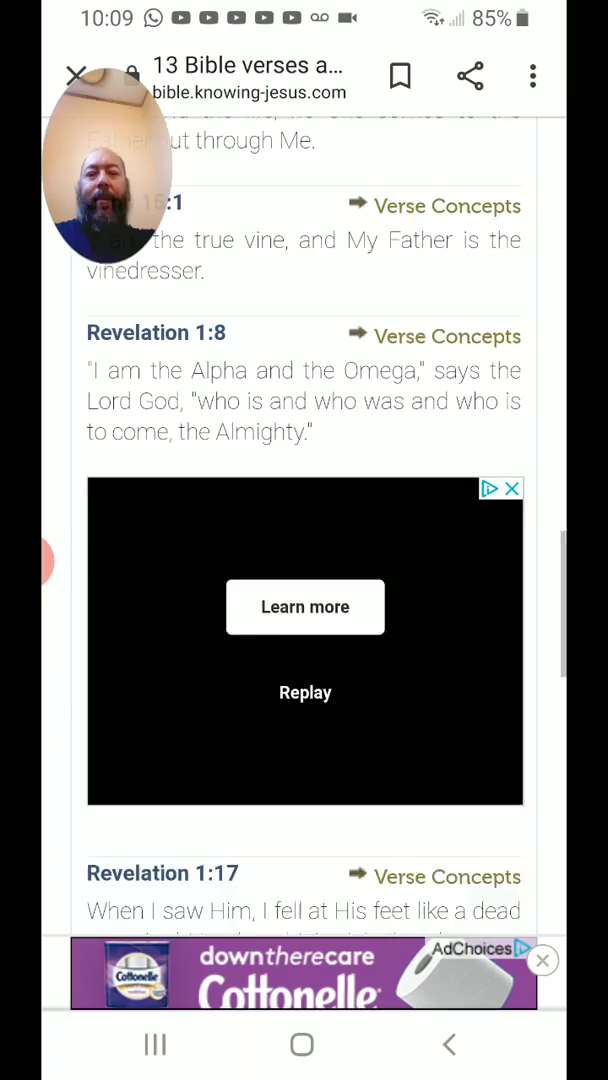 10:09 85%
13 Bible verses a...
bible.knowing-jesus.com
ut through Me.
:1 Verse Concepts
the true vine, and My Father is the
vinedresser.
Revelation 1:8 Verse Concepts
"I am the Alpha and the Omega," says the
Lord God, "who is and who was and who is
to come, the Almighty."
Learn more
Replay
Revelation 1:17 Verse Concepts
When I saw Him, I fell at His feet like a dead
AdChoices
downtherecare
Cottonelle
Cottonelle